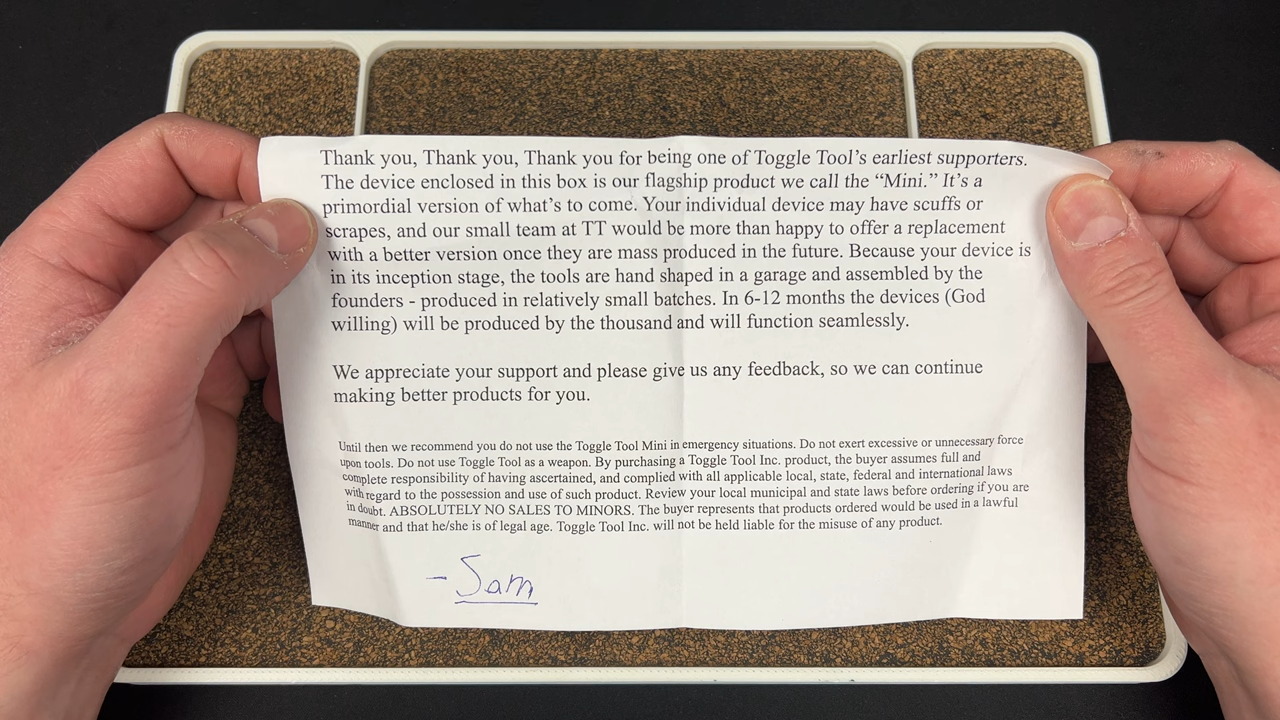 Thank you, Thank you, Thank you for being one of Toggle Tool's earliest supporters.
The device enclosed in this box is our flagship product we call the “Mini.” It's a
primordial version of what's to come. Your individual device may have scuffs or
scrapes, and our small team at TT would be more than happy to offer a replacement
with a better version once they are mass produced in the future. Because your device is
in its inception stage, the tools are hand shaped in a garage and assembled by the
founders - produced in relatively small batches. In 6-12 months the devices (God
willing) will be produced by the thousand and will function seamlessly.
We appreciate your support and please give us any feedback, so we can continue
making better products for you.
Until then we recommend you do not use the Toggle Tool Mini in emergency situations. Do not exert excessive or unnecessary force
upon tools. Do not use Toggle Tool as a weapon. By purchasing a Toggle Tool Inc. product, the buyer assumes full and
complete responsibility of having ascertained, and complied with all applicable local, state, federal and international laws
with regard to the possession and use of such product. Review your local municipal and state laws before ordering if you are
in doubt. ABSOLUTELY NO SALES TO MINORS. The buyer represents that products ordered would be used in a lawful
manner and that he/she is of legal age. Toggle Tool Inc. will not be held liable for the misuse of any product.
- Sam